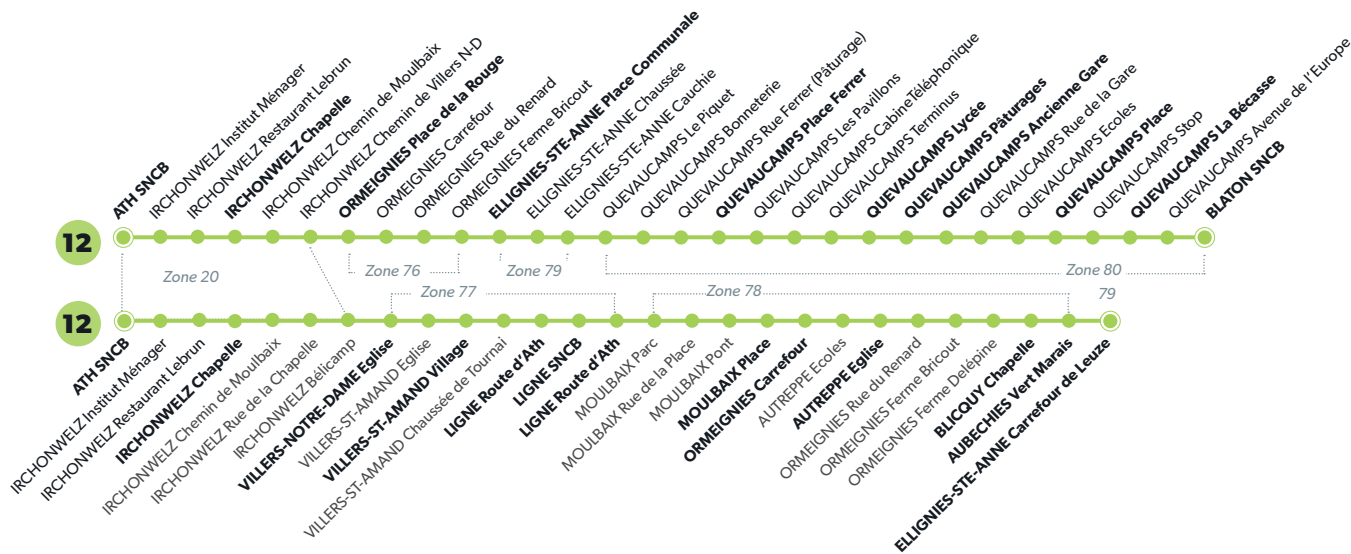 ATH SNCB
IRCHONWELZ Institut Ménager
IRCHONWELZ Restaurant Lebrun
IRCHONWELZ Chapelle
IRCHONWELZ Chemin de Moulbaix
IRCHONWELZ Chemin de Villers N-D
ORMEIGNIES Place de la Rouge
ORMEIGNIES Carrefour
ORMEIGNIES Rue du Renard
ORMEIGNIES Ferme Bricout
ELLIGNIES-STE-ANNE Place Communale
ELLIGNIES-STE-ANNE Chaussée
ELLIGNIES-STE-ANNE Cauchie
QUEVAUCAMPS Le Piquet
QUEVAUCAMPS Bonneterie
QUEVAUCAMPS Rue Ferrer (Pâturage)
QUEVAUCAMPS Place Ferrer
QUEVAUCAMPS Les Pavillons
QUEVAUCAMPS Cabine Téléphonique
QUEVAUCAMPS Terminus
QUEVAUCAMPS Lycée
QUEVAUCAMPS Pâturages
QUEVAUCAMPS Ancienne Gare
QUEVAUCAMPS Rue de la Gare
QUEVAUCAMPS Ecoles
QUEVAUCAMPS Place
QUEVAUCAMPS Stop
QUEVAUCAMPS La Bécasse
QUEVAUCAMPS Avenue de l'Europe
BLATON SNCB
12
Zone 20
Zone 76
Zone 79
Zone 80
Zone 77
Zone 78
79
12
ATH SNCB
IRCHONWELZ Institut Ménager
IRCHONWELZ Restaurant Lebrun
IRCHONWELZ Chapelle
IRCHONWELZ Chemin de Moulbaix
IRCHONWELZ Rue de la Chapelle
IRCHONWELZ Bélicamp
VILLERS-NOTRE-DAME Eglise
VILLERS-ST-AMAND Eglise
VILLERS-ST-AMAND Village
VILLERS-ST-AMAND Chaussée de Tournai
LIGNE Route d'Ath
LIGNE SNCB
LIGNE Route d'Ath
MOULBAIX Parc
MOULBAIX Rue de la Place
MOULBAIX Pont
MOULBAIX Place
ORMEIGNIES Carrefour
AUTREPPE Ecoles
AUTREPPE Eglise
ORMEIGNIES Rue du Renard
ORMEIGNIES Ferme Bricout
ORMEIGNIES Ferme Delépine
BLICQUY Chapelle
AUBECHIES Vert Marais
ELLIGNIES-STE-ANNE Carrefour de Leuze